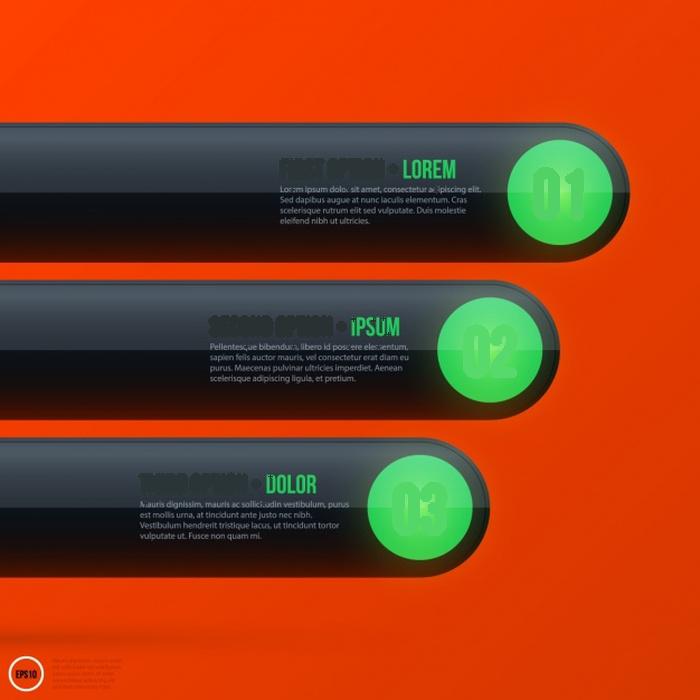 FIRST OPTION • LOREM
Lorem ipsum dolor sit amet, consectetur adipiscing elit.
Sed dapibus augue at nunc iaculis elementum. Cras
scelerisque rutrum elit sed vulputate. Duis molestie
eleifend nibh ut ultricies.
01
SECOND OPTION • IPSUM
Pellentesque bibendum, libero id posuere elementum,
sapien felis auctor mauris, vel consectetur erat diam eu
purus. Maecenas pulvinar ultricies imperdiet. Aenean
scelerisque adipiscing ligula, et pretium.
02
THIRD OPTION • DOLOR
Mauris dignissim, mauris ac sollicitudin vestibulum, purus
est mollis urna, at tincidunt ante justo nec nibh.
Vestibulum hendrerit tristique lacus, ut tincidunt tortor
vulputate ut. Fusce non quam mi.
03
EPS10